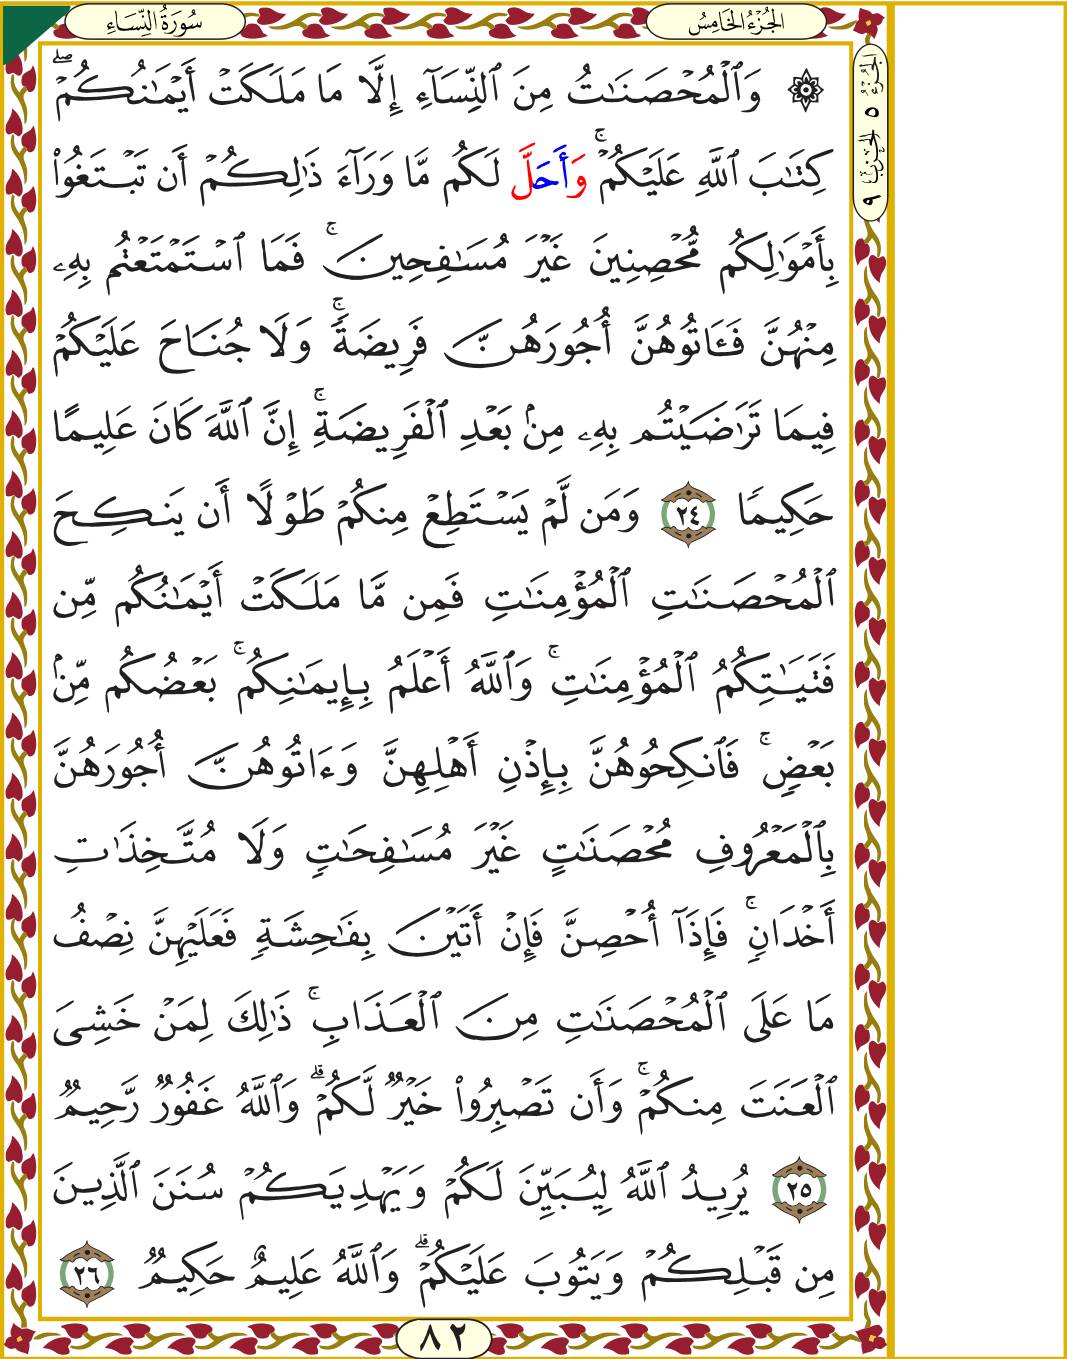 سُورَةُ النِّسَاءِ
الجُزْءُ الخَامِسُ
الجُزْءُ ٥ الحِزْبُ ٩
۞ وَٱلْمُحْصَنَٰتُ مِنَ ٱلنِّسَآءِ إِلَّا مَا مَلَكَتْ أَيْمَٰنُكُمْ ۖ
كِتَٰبَ ٱللَّهِ عَلَيْكُمْ ۚ وَأَحَلَّ لَكُم مَّا وَرَآءَ ذَٰلِكُمْ أَن تَبْتَغُوا۟
بِأَمْوَٰلِكُم مُّحْصِنِينَ غَيْرَ مُسَٰفِحِينَ ۚ فَمَا ٱسْتَمْتَعْتُم بِهِۦ
مِنْهُنَّ فَـَٔاتُوهُنَّ أُجُورَهُنَّ فَرِيضَةً ۚ وَلَا جُنَاحَ عَلَيْكُمْ
فِيمَا تَرَٰضَيْتُم بِهِۦ مِنۢ بَعْدِ ٱلْفَرِيضَةِ ۚ إِنَّ ٱللَّهَ كَانَ عَلِيمًا
حَكِيمًا ٢٤ وَمَن لَّمْ يَسْتَطِعْ مِنكُمْ طَوْلًا أَن يَنكِحَ
ٱلْمُحْصَنَٰتِ ٱلْمُؤْمِنَٰتِ فَمِن مَّا مَلَكَتْ أَيْمَٰنُكُم مِّن
فَتَيَٰتِكُمُ ٱلْمُؤْمِنَٰتِ ۚ وَٱللَّهُ أَعْلَمُ بِإِيمَٰنِكُم ۚ بَعْضُكُم مِّنۢ
بَعْضٍ ۚ فَٱنكِحُوهُنَّ بِإِذْنِ أَهْلِهِنَّ وَءَاتُوهُنَّ أُجُورَهُنَّ
بِٱلْمَعْرُوفِ مُحْصَنَٰتٍ غَيْرَ مُسَٰفِحَٰتٍ وَلَا مُتَّخِذَٰتِ
أَخْدَانٍ ۚ فَإِذَآ أُحْصِنَّ فَإِنْ أَتَيْنَ بِفَٰحِشَةٍ فَعَلَيْهِنَّ نِصْفُ
مَا عَلَى ٱلْمُحْصَنَٰتِ مِنَ ٱلْعَذَابِ ۚ ذَٰلِكَ لِمَنْ خَشِىَ
ٱلْعَنَتَ مِنكُمْ ۚ وَأَن تَصْبِرُوا۟ خَيْرٌ لَّكُمْ ۗ وَٱللَّهُ غَفُورٌ رَّحِيمٌ
٢٥ يُرِيدُ ٱللَّهُ لِيُبَيِّنَ لَكُمْ وَيَهْدِيَكُمْ سُنَنَ ٱلَّذِينَ
مِن قَبْلِكُمْ وَيَتُوبَ عَلَيْكُمْ ۗ وَٱللَّهُ عَلِيمٌ حَكِيمٌ ٢٦
٨٢